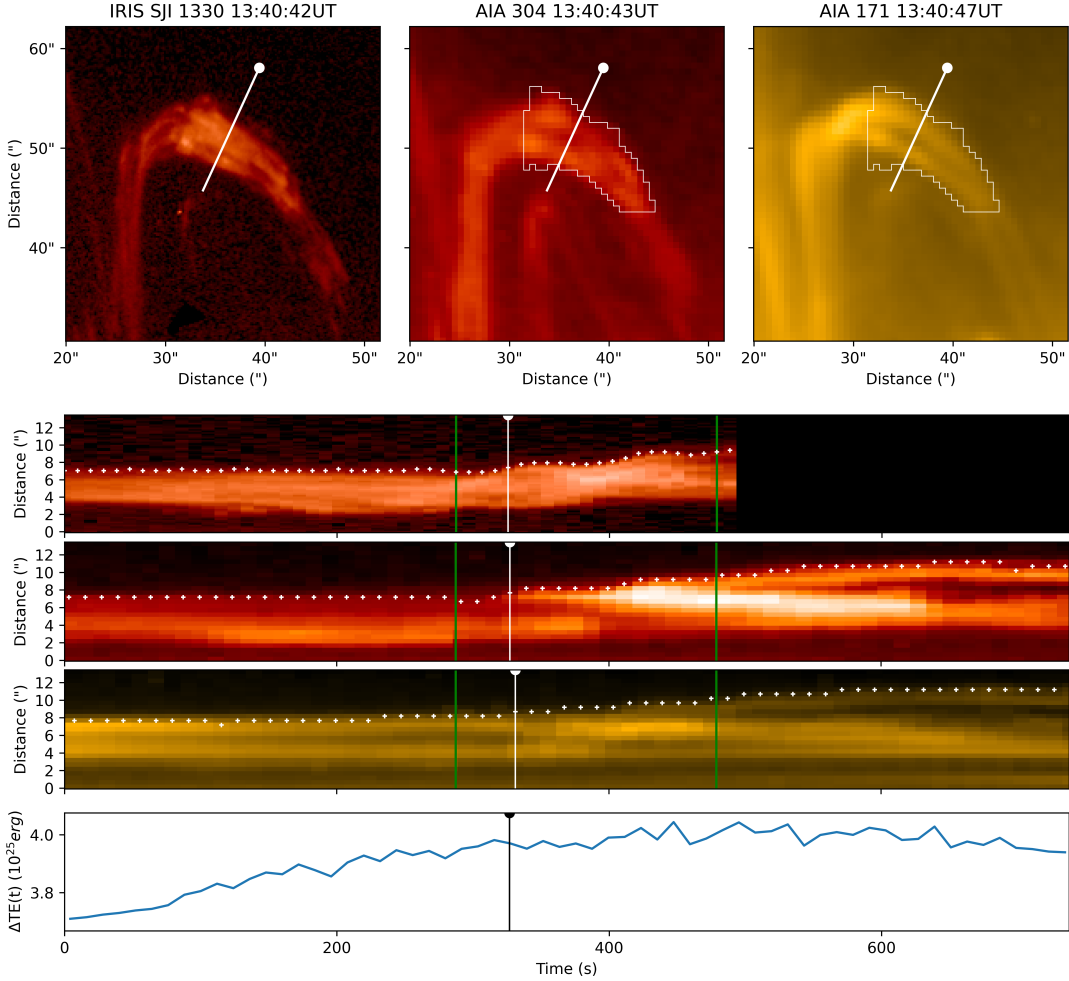 IRIS SJI 1330 13:40:42UT
AIA 304 13:40:43UT
AIA 171 13:40:47UT
60"
50"
40"
Distance (")
20" 30" 40" 50"
20" 30" 40" 50"
20" 30" 40" 50"
Distance (")
Distance (")
Distance (")
Distance (")
12
10
8
6
4
2
0
Distance (")
12
10
8
6
4
2
0
Distance (")
12
10
8
6
4
2
0
ΔTE(t) (10²⁵erg)
4.0
3.8
0 200 400 600
Time (s)